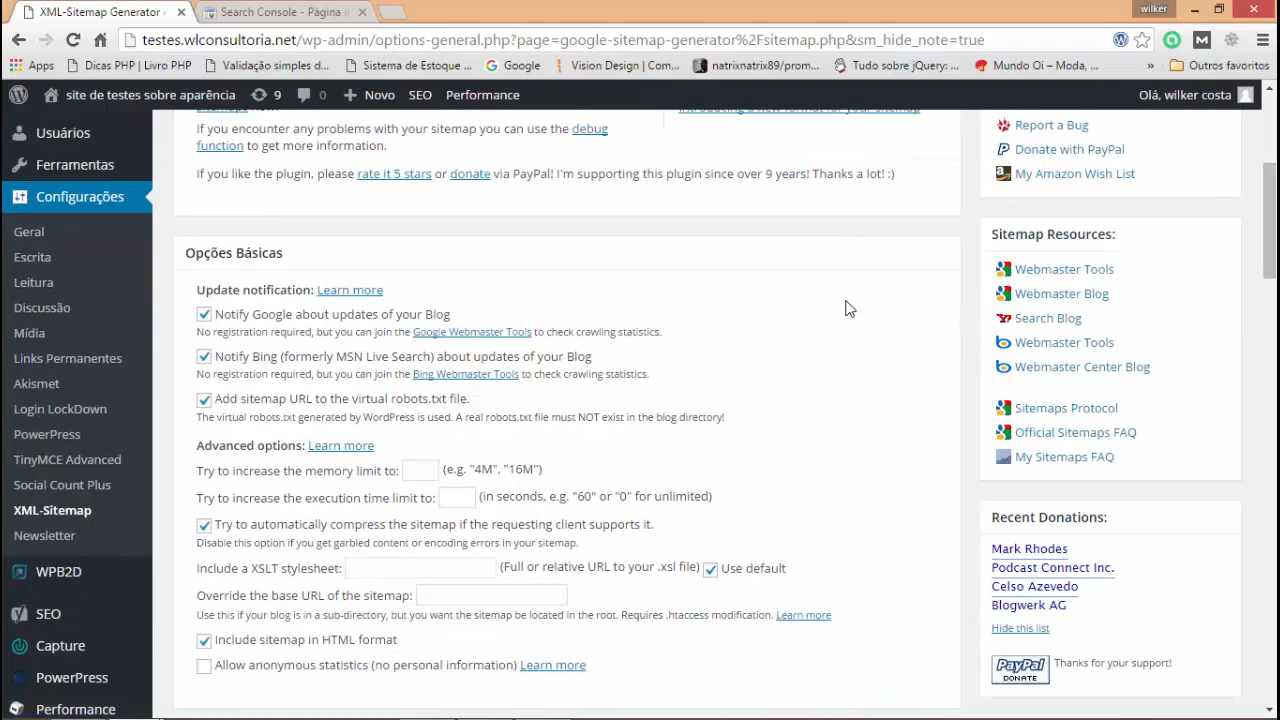 XML-Sitemap Generator
Search Console - Página i
wilker
testes.wlconsultoria.net/wp-admin/options-general.php?page=google-sitemap-generator%2Fsitemap.php&sm_hide_note=true
Apps
Dicas PHP | Livro PHP
Validação simples d...
Sistema de Estoque ...
Google
Vision Design | Com...
natrixnatrix89/prom...
Tudo sobre jQuery: ...
Mundo Oi – Moda, ...
»
Outros favoritos
site de testes sobre aparência
9
0
Novo
SEO
Performance
Olá, wilker costa
Usuários
Ferramentas
Configurações
Geral
Escrita
Leitura
Discussão
Mídia
Links Permanentes
Akismet
Login LockDown
PowerPress
TinyMCE Advanced
Social Count Plus
XML-Sitemap
Newsletter
WPB2D
SEO
Capture
PowerPress
Performance
introducing a new format for your sitemap
If you encounter any problems with your sitemap you can use the debug
function to get more information.
If you like the plugin, please rate it 5 stars or donate via PayPal! I'm supporting this plugin since over 9 years! Thanks a lot! :)
Opções Básicas
Update notification: Learn more
Notify Google about updates of your Blog
No registration required, but you can join the Google Webmaster Tools to check crawling statistics.
Notify Bing (formerly MSN Live Search) about updates of your Blog
No registration required, but you can join the Bing Webmaster Tools to check crawling statistics.
Add sitemap URL to the virtual robots.txt file.
The virtual robots.txt generated by WordPress is used. A real robots.txt file must NOT exist in the blog directory!
Advanced options: Learn more
Try to increase the memory limit to: (e.g. "4M", "16M")
Try to increase the execution time limit to: (in seconds, e.g. "60" or "0" for unlimited)
Try to automatically compress the sitemap if the requesting client supports it.
Disable this option if you get garbled content or encoding errors in your sitemap.
Include a XSLT stylesheet: (Full or relative URL to your .xsl file) Use default
Override the base URL of the sitemap:
Use this if your blog is in a sub-directory, but you want the sitemap be located in the root. Requires .htaccess modification. Learn more
Include sitemap in HTML format
Allow anonymous statistics (no personal information) Learn more
Report a Bug
Donate with PayPal
My Amazon Wish List
Sitemap Resources:
Webmaster Tools
Webmaster Blog
Search Blog
Webmaster Tools
Webmaster Center Blog
Sitemaps Protocol
Official Sitemaps FAQ
My Sitemaps FAQ
Recent Donations:
Mark Rhodes
Podcast Connect Inc.
Celso Azevedo
Blogwerk AG
Hide this list
PayPal
DONATE
Thanks for your support!